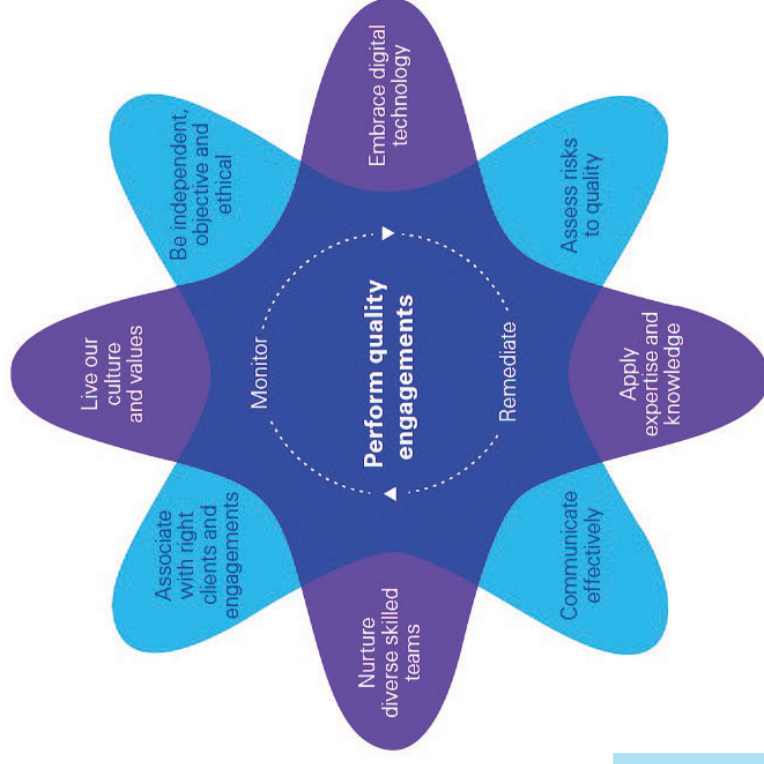 Nurture
diverse skilled
teams
Communicate
effectively
Associate
with right
clients and
engagements
Apply
expertise and
knowledge
Remediate
Perform quality
engagements
Monitor
Live our
culture
and values
Assess risks
to quality
Be independent,
objective and
ethical
Embrace digital
technology